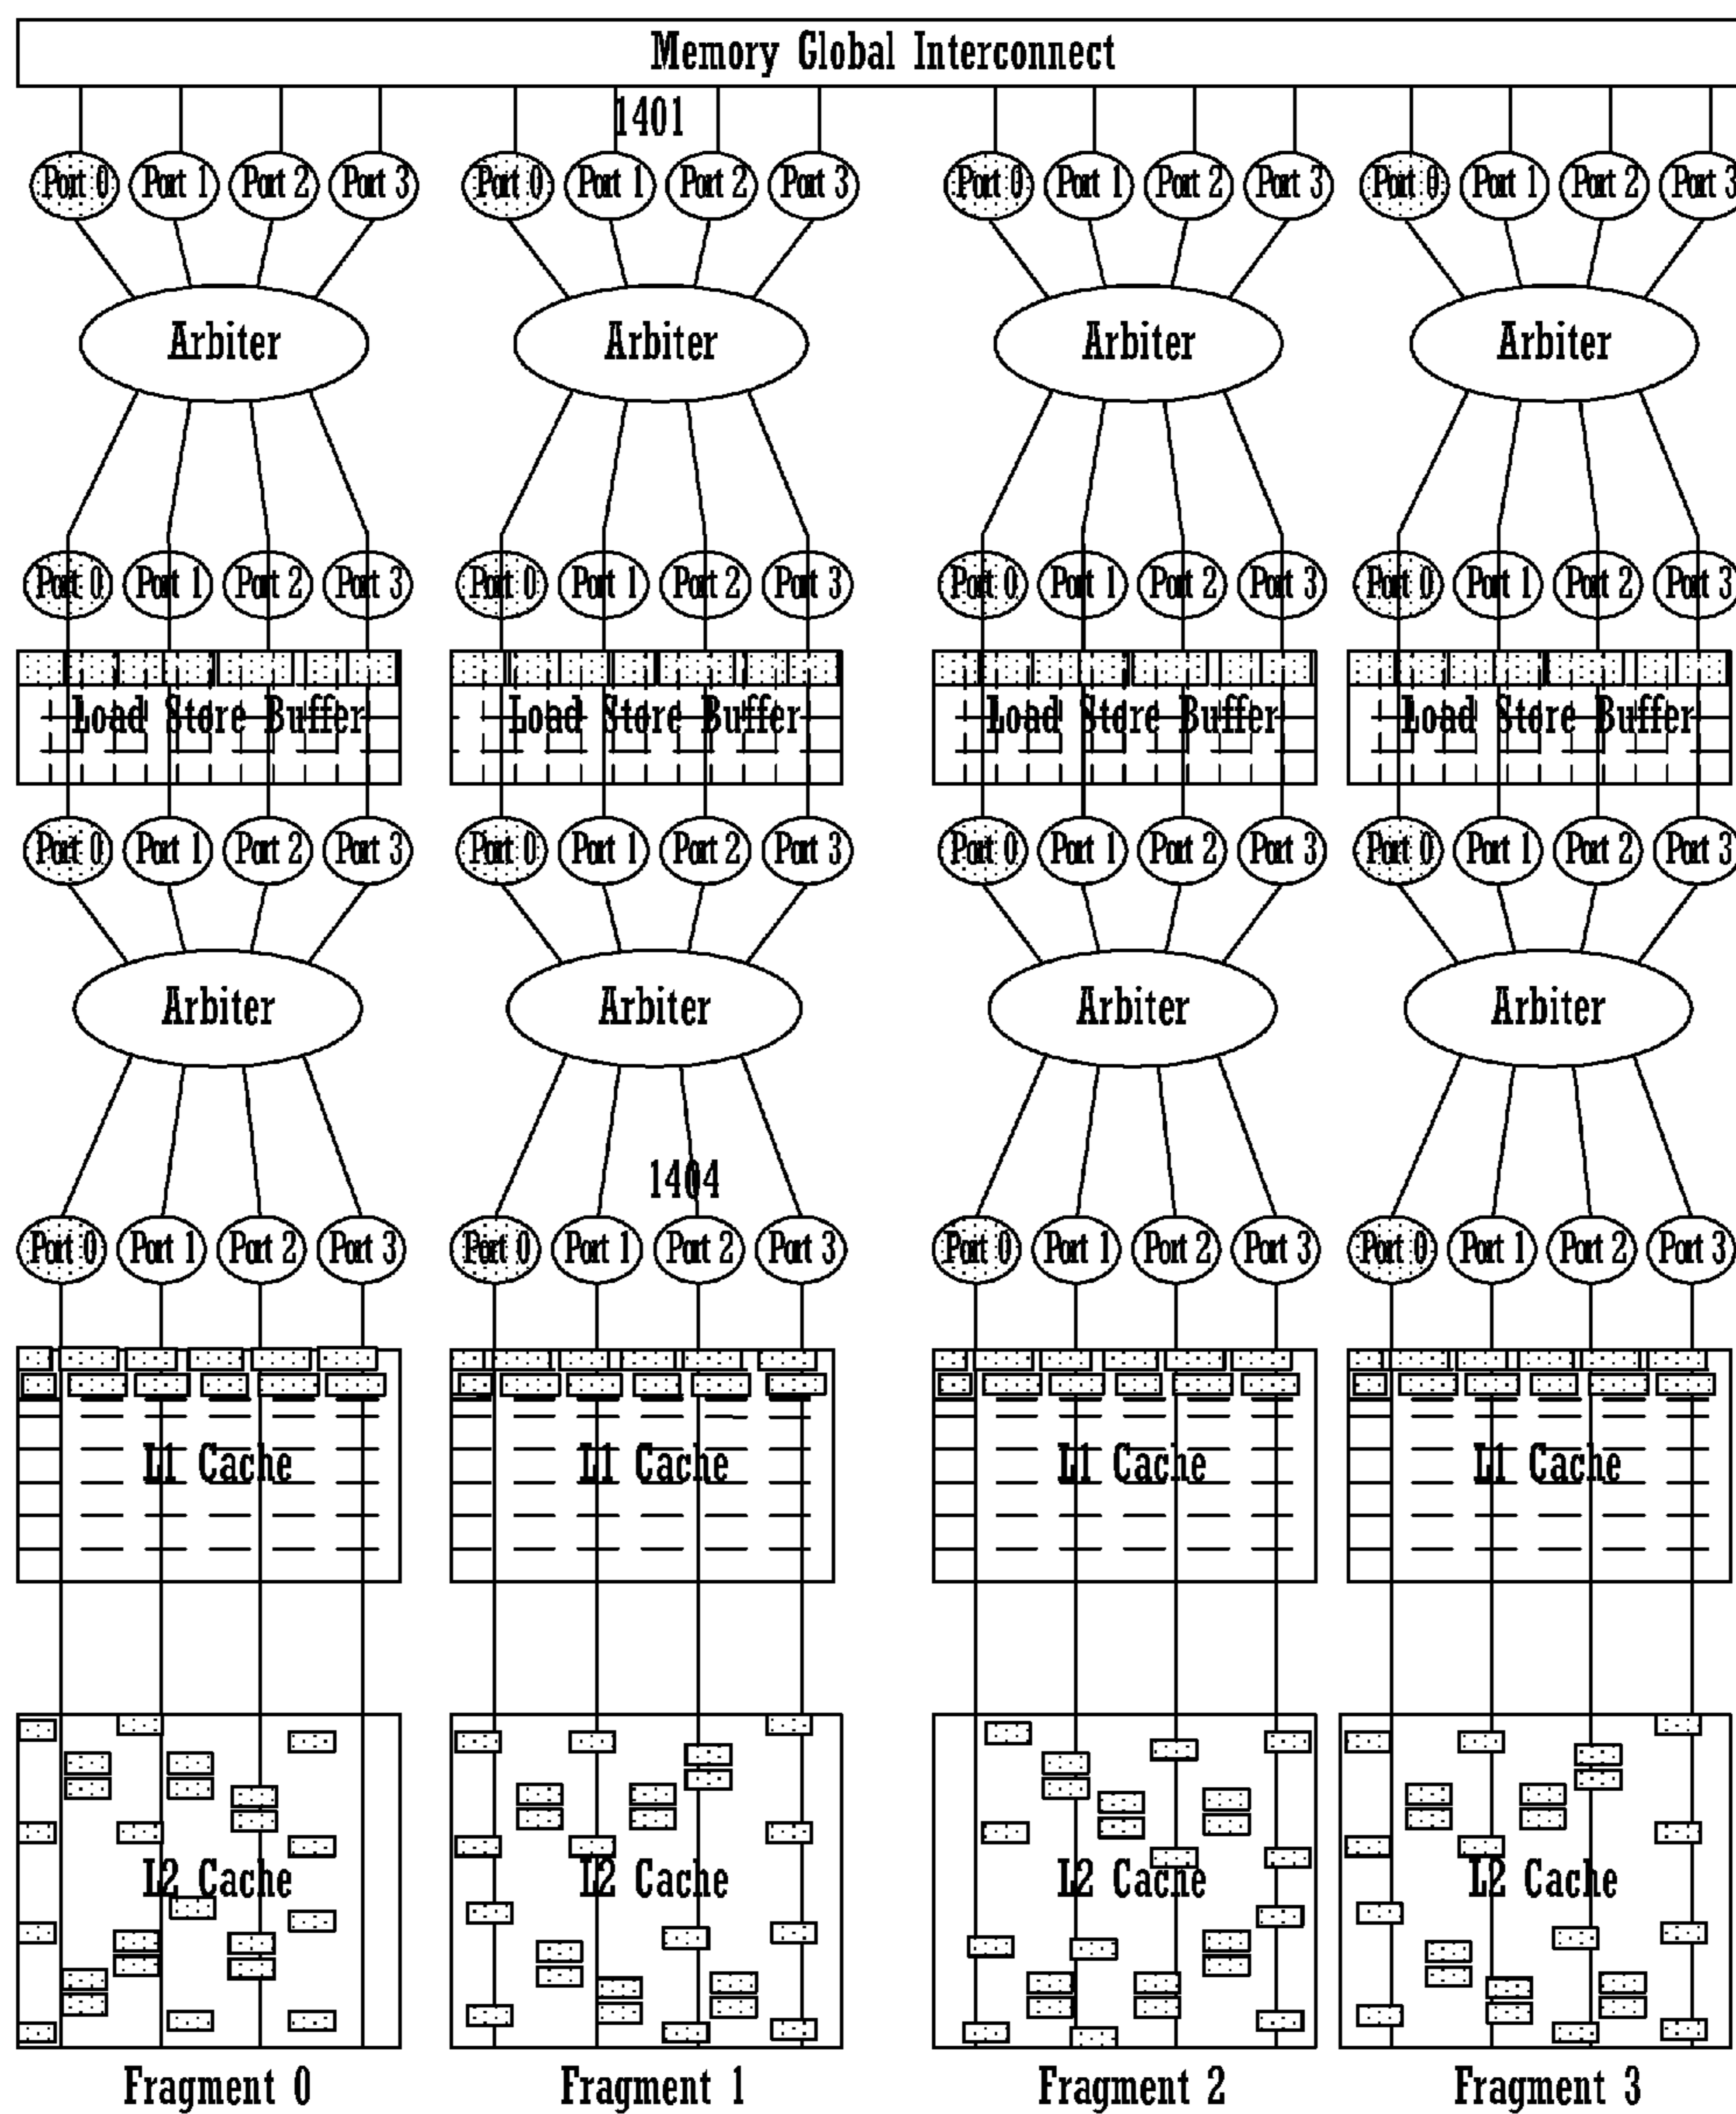 Memory Global Interconnect
1401
Port 0 Port 1 Port 2 Port 3 Port 0 Port 1 Port 2 Port 3 Port 0 Port 1 Port 2 Port 3 Port 0 Port 1 Port 2 Port 3
Arbiter Arbiter Arbiter Arbiter
Port 0 Port 1 Port 2 Port 3 Port 0 Port 1 Port 2 Port 3 Port 0 Port 1 Port 2 Port 3 Port 0 Port 1 Port 2 Port 3
Load Store Buffer Load Store Buffer Load Store Buffer Load Store Buffer
Port 0 Port 1 Port 2 Port 3 Port 0 Port 1 Port 2 Port 3 Port 0 Port 1 Port 2 Port 3 Port 0 Port 1 Port 2 Port 3
Arbiter Arbiter Arbiter Arbiter
1404
Port 0 Port 1 Port 2 Port 3 Port 0 Port 1 Port 2 Port 3 Port 0 Port 1 Port 2 Port 3 Port 0 Port 1 Port 2 Port 3
L1 Cache L1 Cache L1 Cache L1 Cache
L2 Cache L2 Cache L2 Cache L2 Cache
Fragment 0 Fragment 1 Fragment 2 Fragment 3